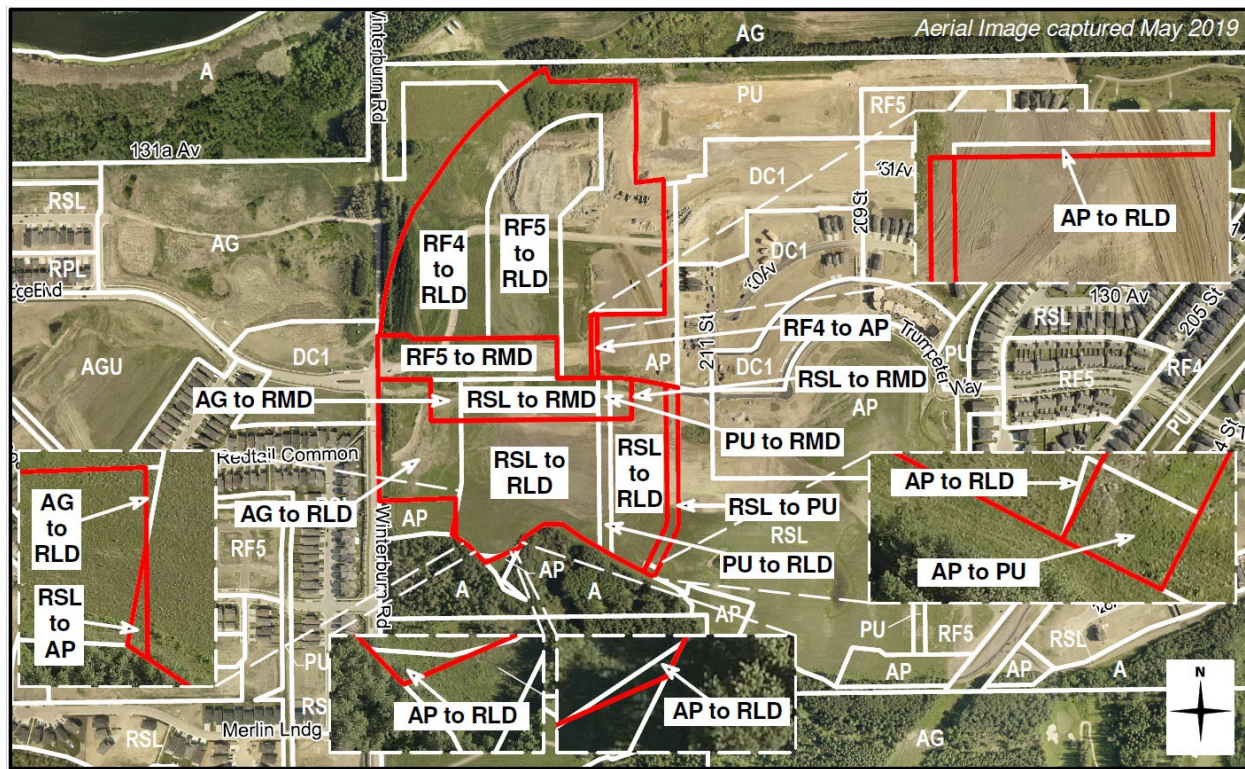 Aerial Image captured May 2019
AG
A
Winterburn Rd
PU
RF5
131a Av
DC1
131Av
RSL
AG
RPL
RF4
to
RLD
RF5
to
RLD
209 St
DC1
130Av
AP to RLD
130 Av
RSL
205 St
AGU
DC1
RF5 to RMD
AP
211 St
RF4 to AP
DC1
Trumpeter Way
PU
RF5
RF4
AG to RMD
RSL to RMD
RSL to RMD
AP
PU
PU to RMD
Redtail Common
RSL to
RLD
RSL
to
RLD
AG
to
RLD
AG to RLD
RSL to PU
AP to RLD
AP
RSL
RF5
Winterburn Rd
PU to RLD
AP to PU
RSL
to
AP
A
AP
A
AP
PU
RF5
RSL
A
PU
AP
AP
AP to RLD
AP to RLD
N
RSL
Merlin Lndg
AG